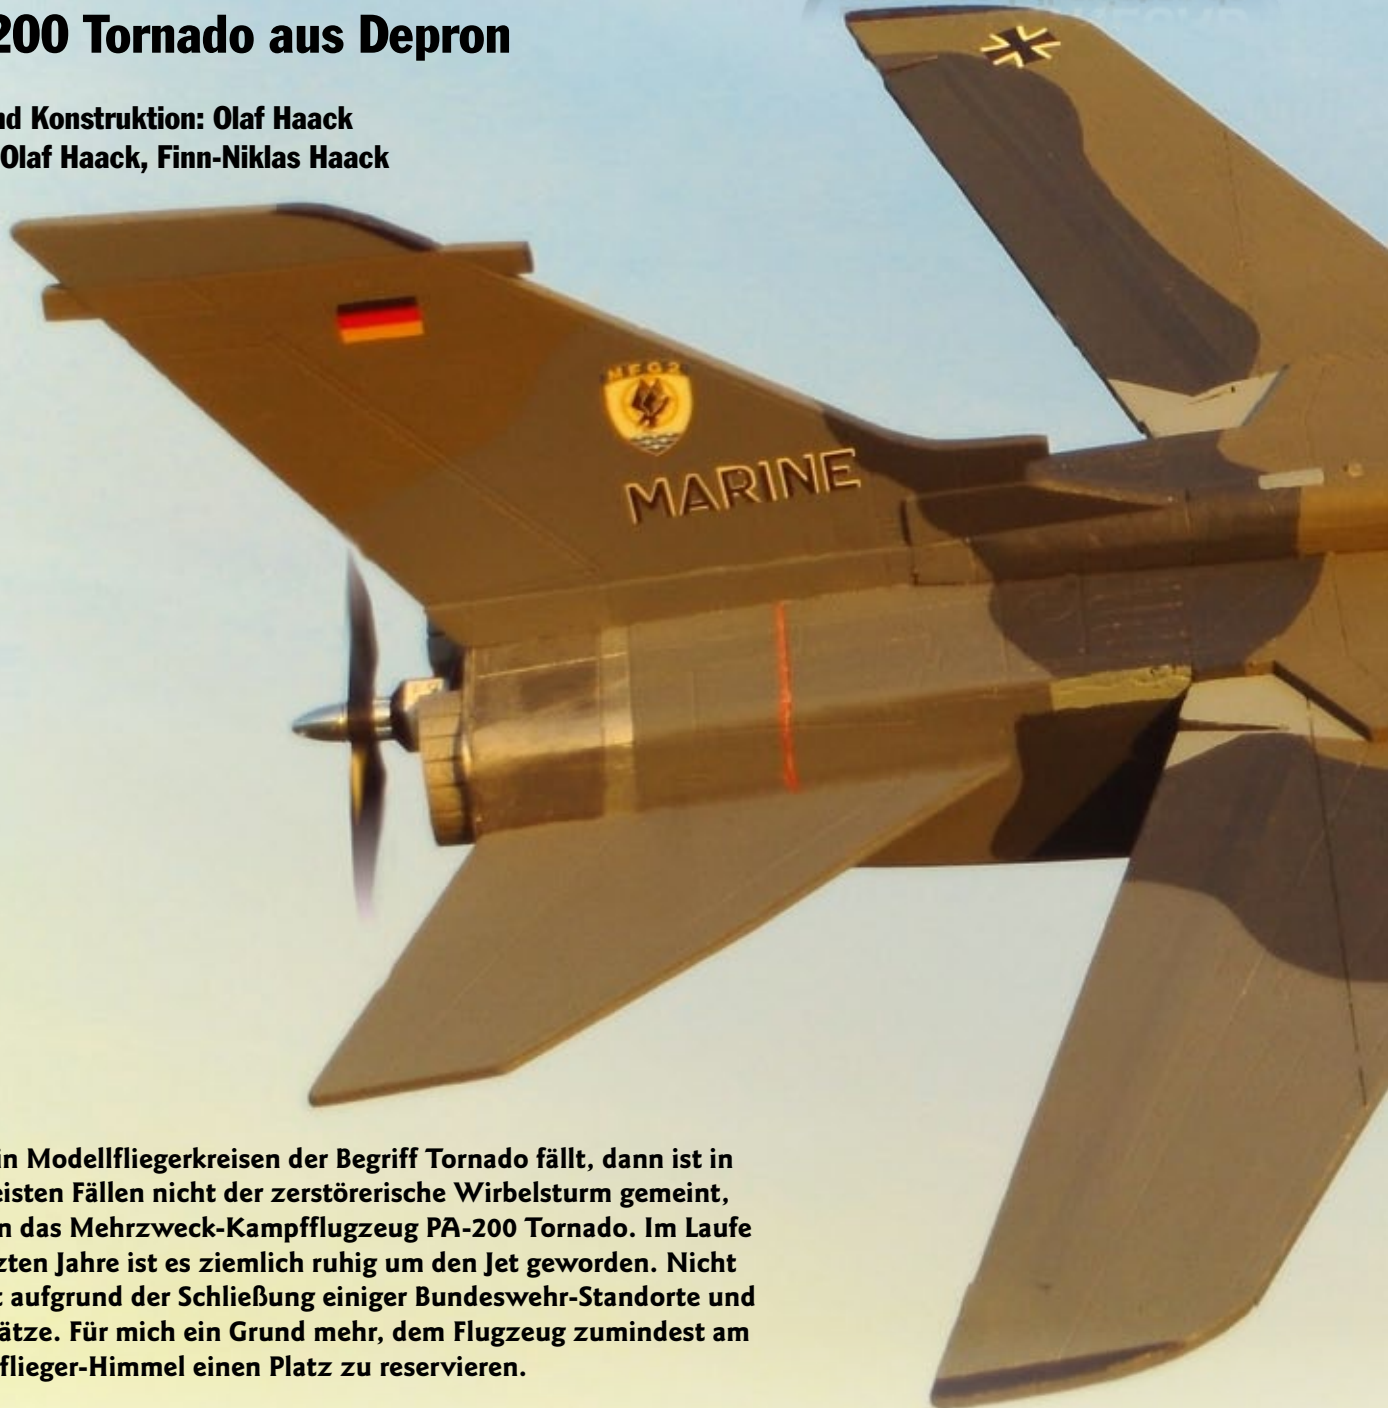 200 Tornado aus Depron
nd Konstruktion: Olaf Haack
Olaf Haack, Finn-Niklas Haack
MFG2
MARINE
in Modellfliegerkreisen der Begriff Tornado fällt, dann ist in
eisten Fällen nicht der zerstörerische Wirbelsturm gemeint,
n das Mehrzweck-Kampfflugzeug PA-200 Tornado. Im Laufe
zten Jahre ist es ziemlich ruhig um den Jet geworden. Nicht
t aufgrund der Schließung einiger Bundeswehr-Standorte und
ätze. Für mich ein Grund mehr, dem Flugzeug zumindest am
flieger-Himmel einen Platz zu reservieren.